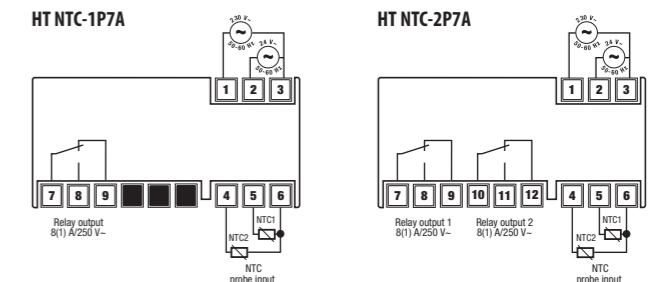 HT NTC-1P7A
230 V~
50-60 Hz
24 V~
50-60 Hz
1 2 3
7 8 9
4 5 6
Relay output
8(1) A/250 V~
NTC1
NTC2
NTC
probe input
HT NTC-2P7A
230 V~
50-60 Hz
24 V~
50-60 Hz
1 2 3
7 8 9 10 11 12
4 5 6
Relay output 1
8(1) A/250 V~
Relay output 2
8(1) A/250 V~
NTC1
NTC2
NTC
probe input